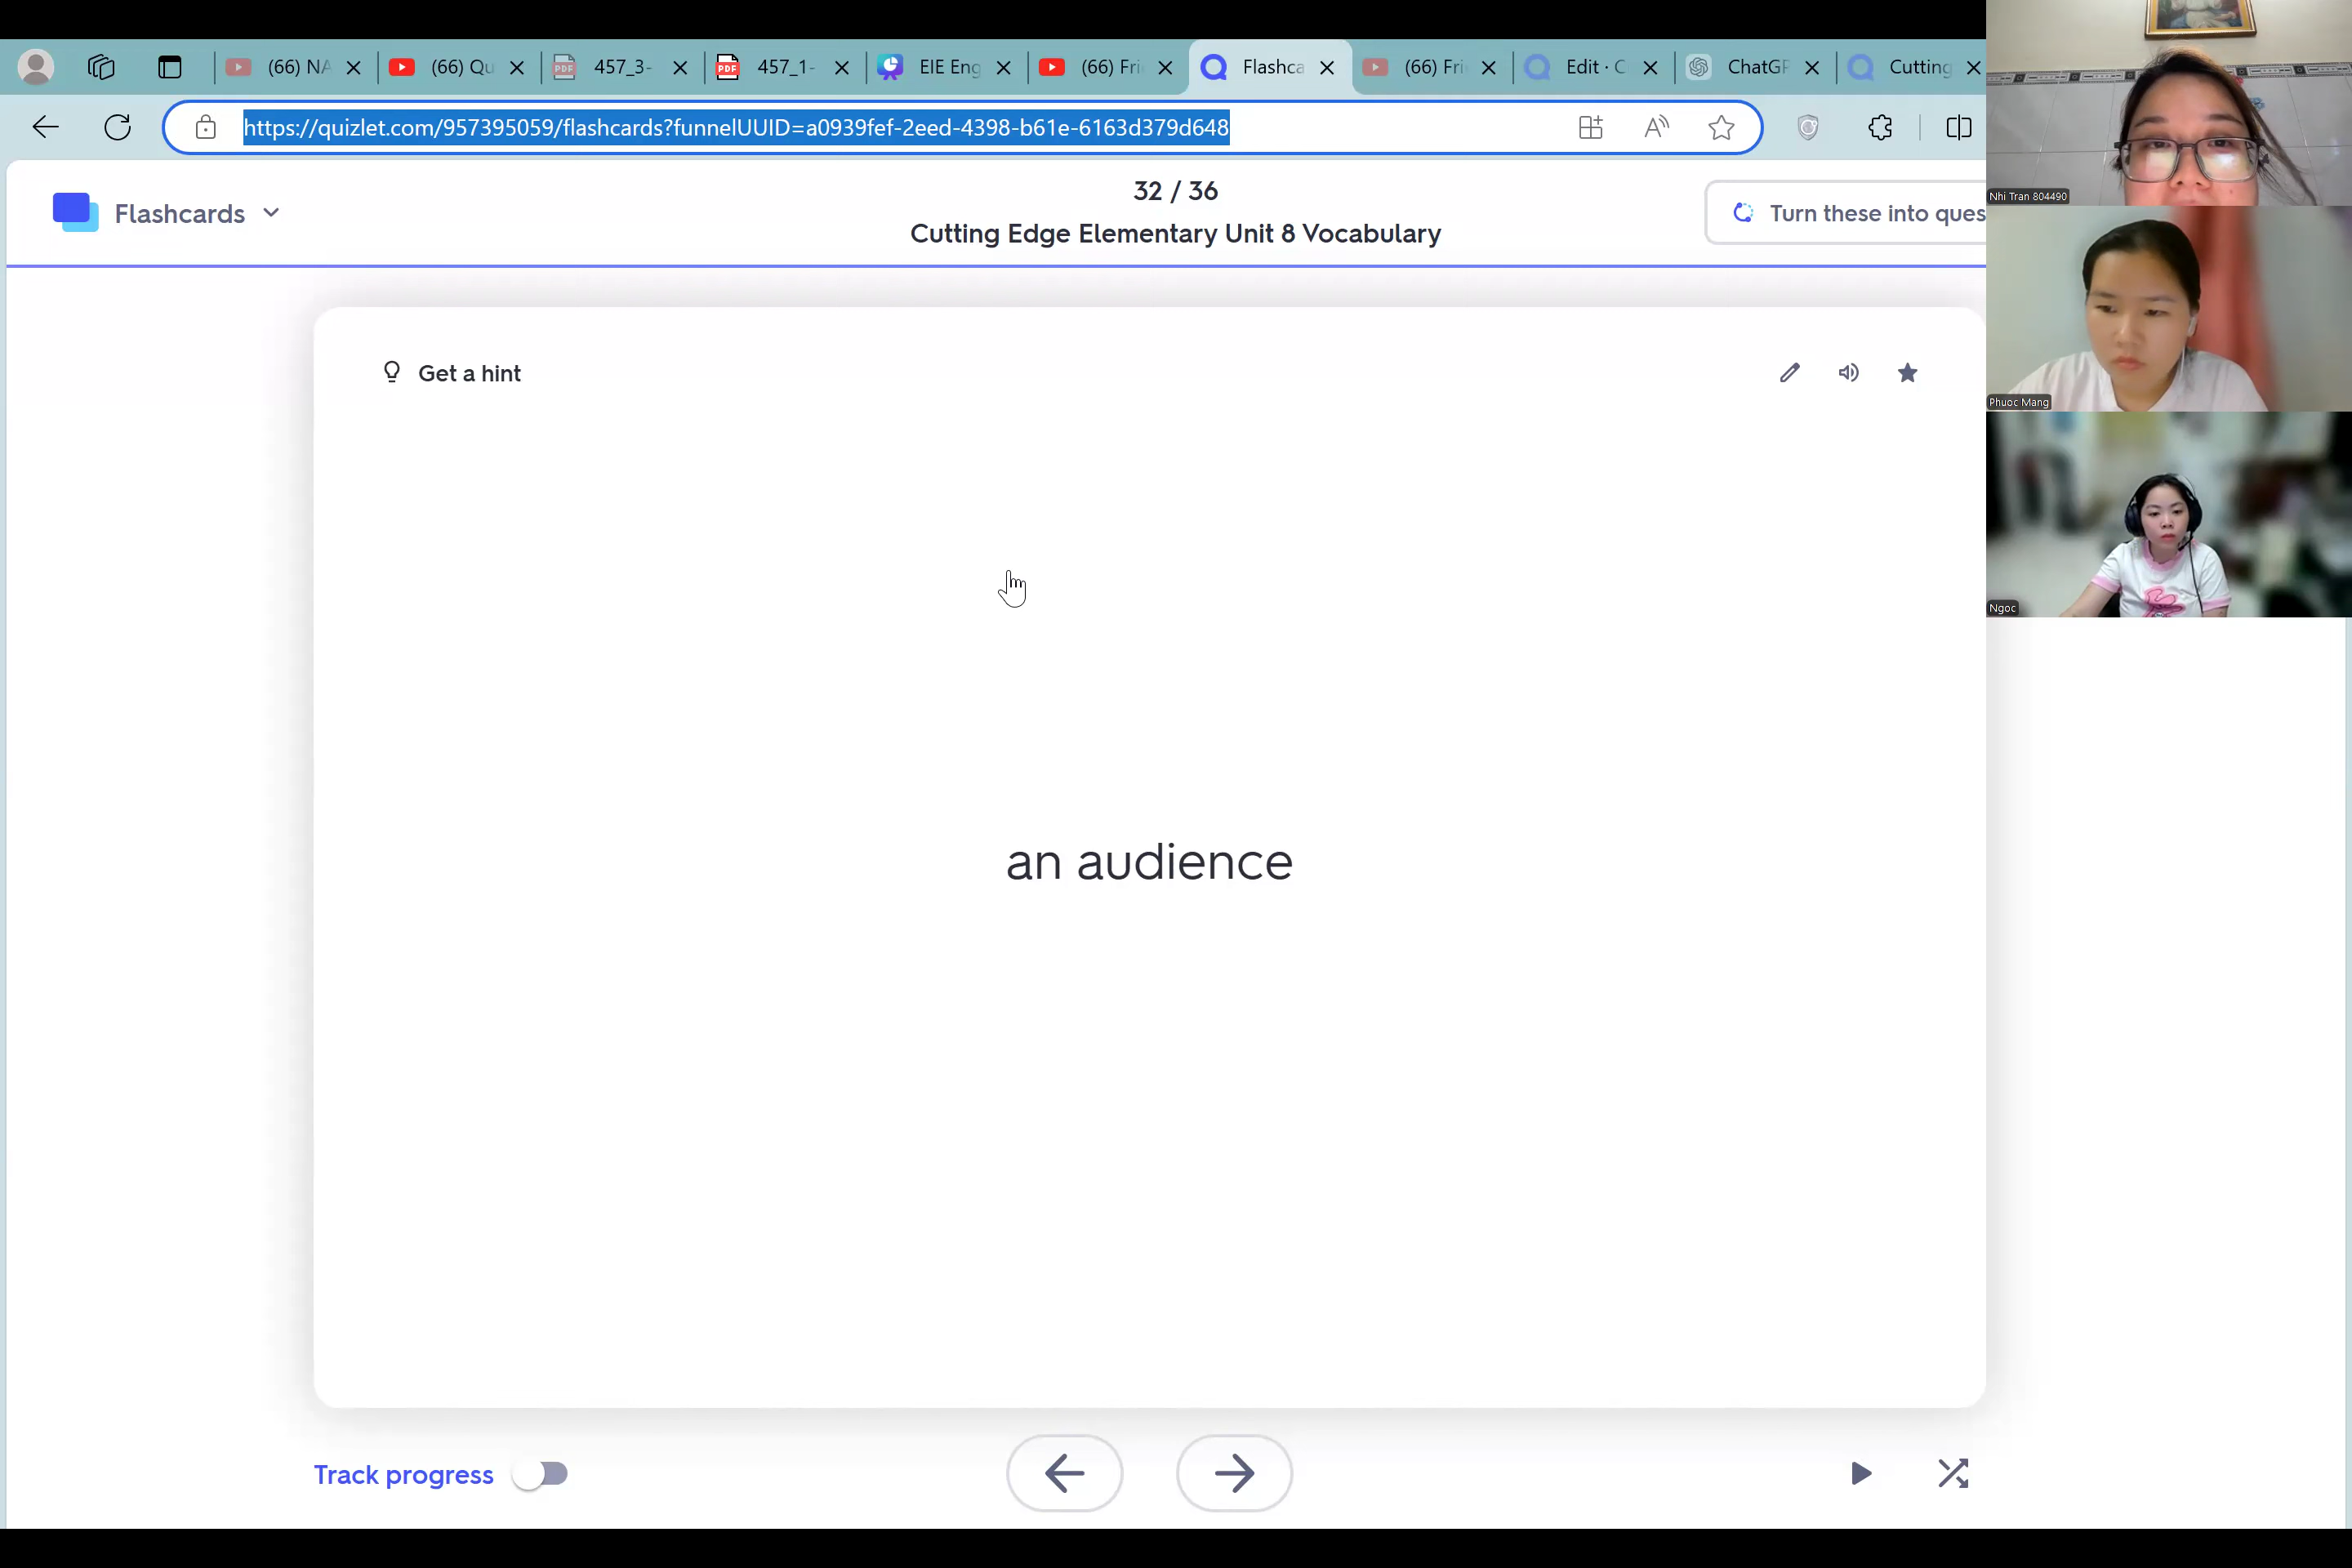 (66) NA
(66) Qu
457_3-
457_1-
EIE Eng
(66) Fri
Flashca
(66) Fri
Edit · C
ChatGP
Cutting
https://quizlet.com/957395059/flashcards?funnelUUID=a0939fef-2eed-4398-b61e-6163d379d648
Flashcards
32 / 36
Cutting Edge Elementary Unit 8 Vocabulary
Turn these into ques
Nhi Tran 804490
Get a hint
Phuoc Mang
Ngoc
an audience
Track progress